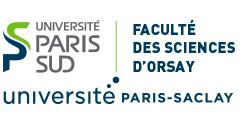 UNIVERSITÉ
PARIS
SUD
FACULTÉ
DES SCIENCES
D'ORSAY
université PARIS-SACLAY